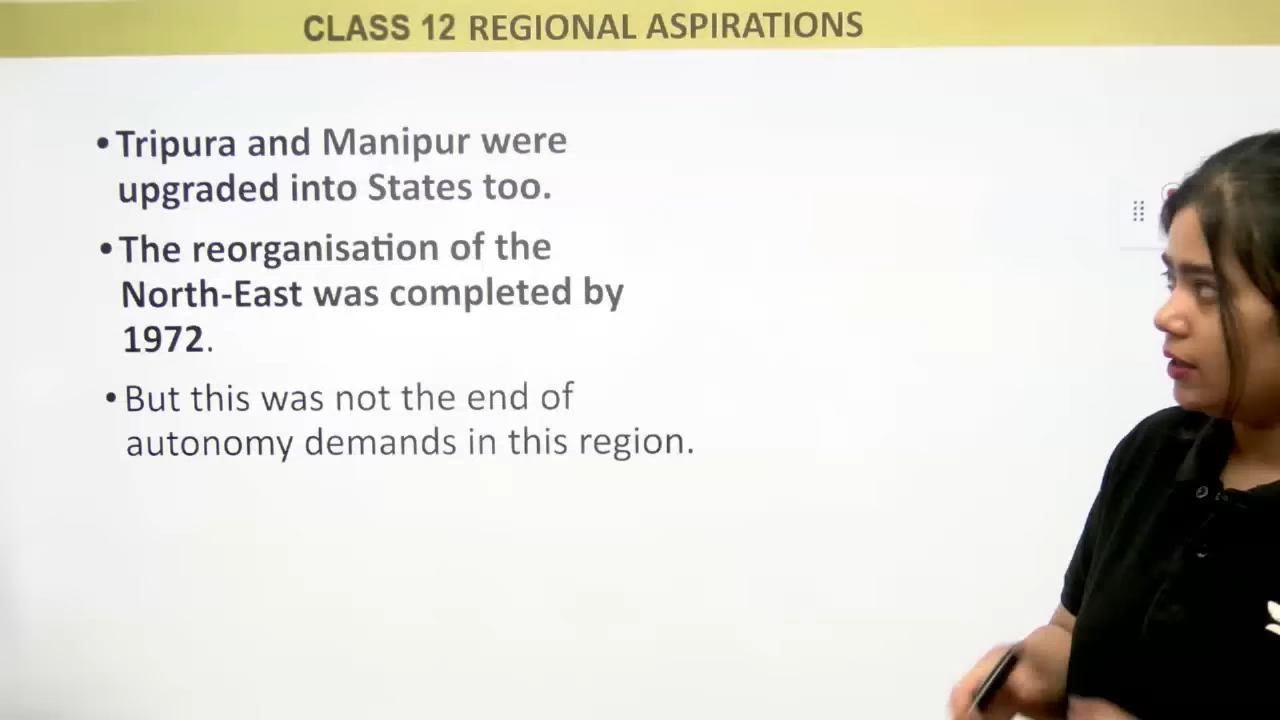 CLASS 12 REGIONAL ASPIRATIONS
• Tripura and Manipur were
upgraded into States too.
• The reorganisation of the
North-East was completed by
1972.
• But this was not the end of
autonomy demands in this region.